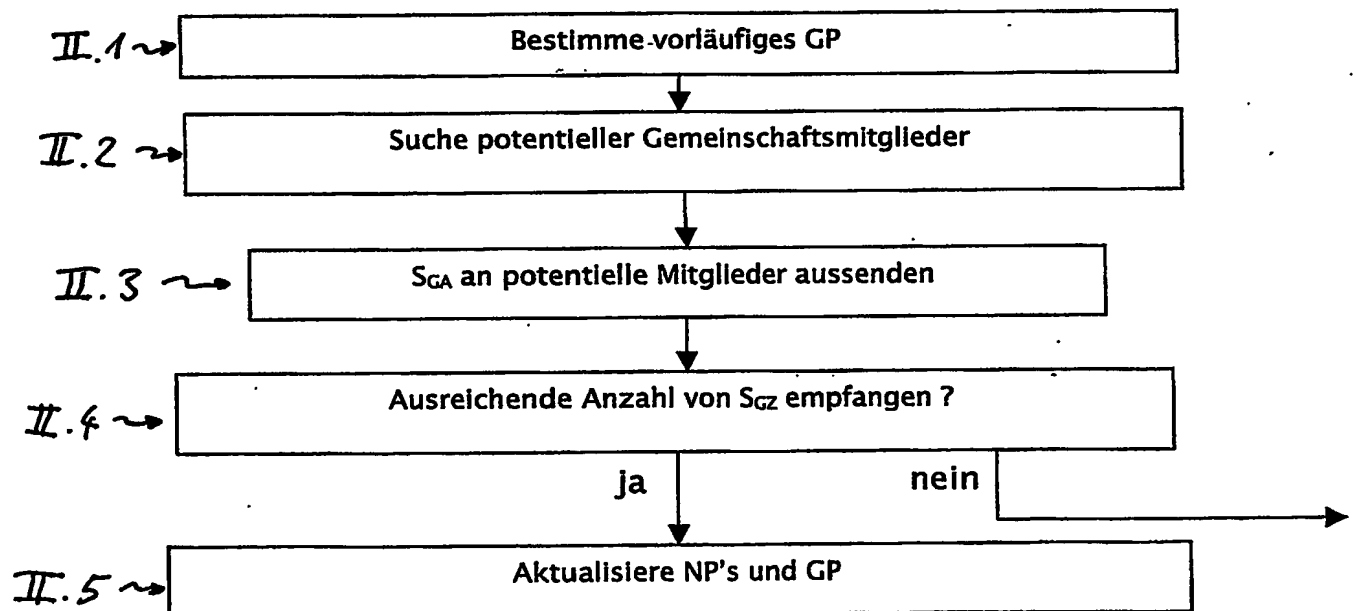 II.1 Bestimme vorläufiges GP
II.2 Suche potentieller Gemeinschaftsmitglieder
II.3 SGA an potentielle Mitglieder aussenden
II.4 Ausreichende Anzahl von SGZ empfangen ?
ja nein
II.5 Aktualisiere NP's und GP